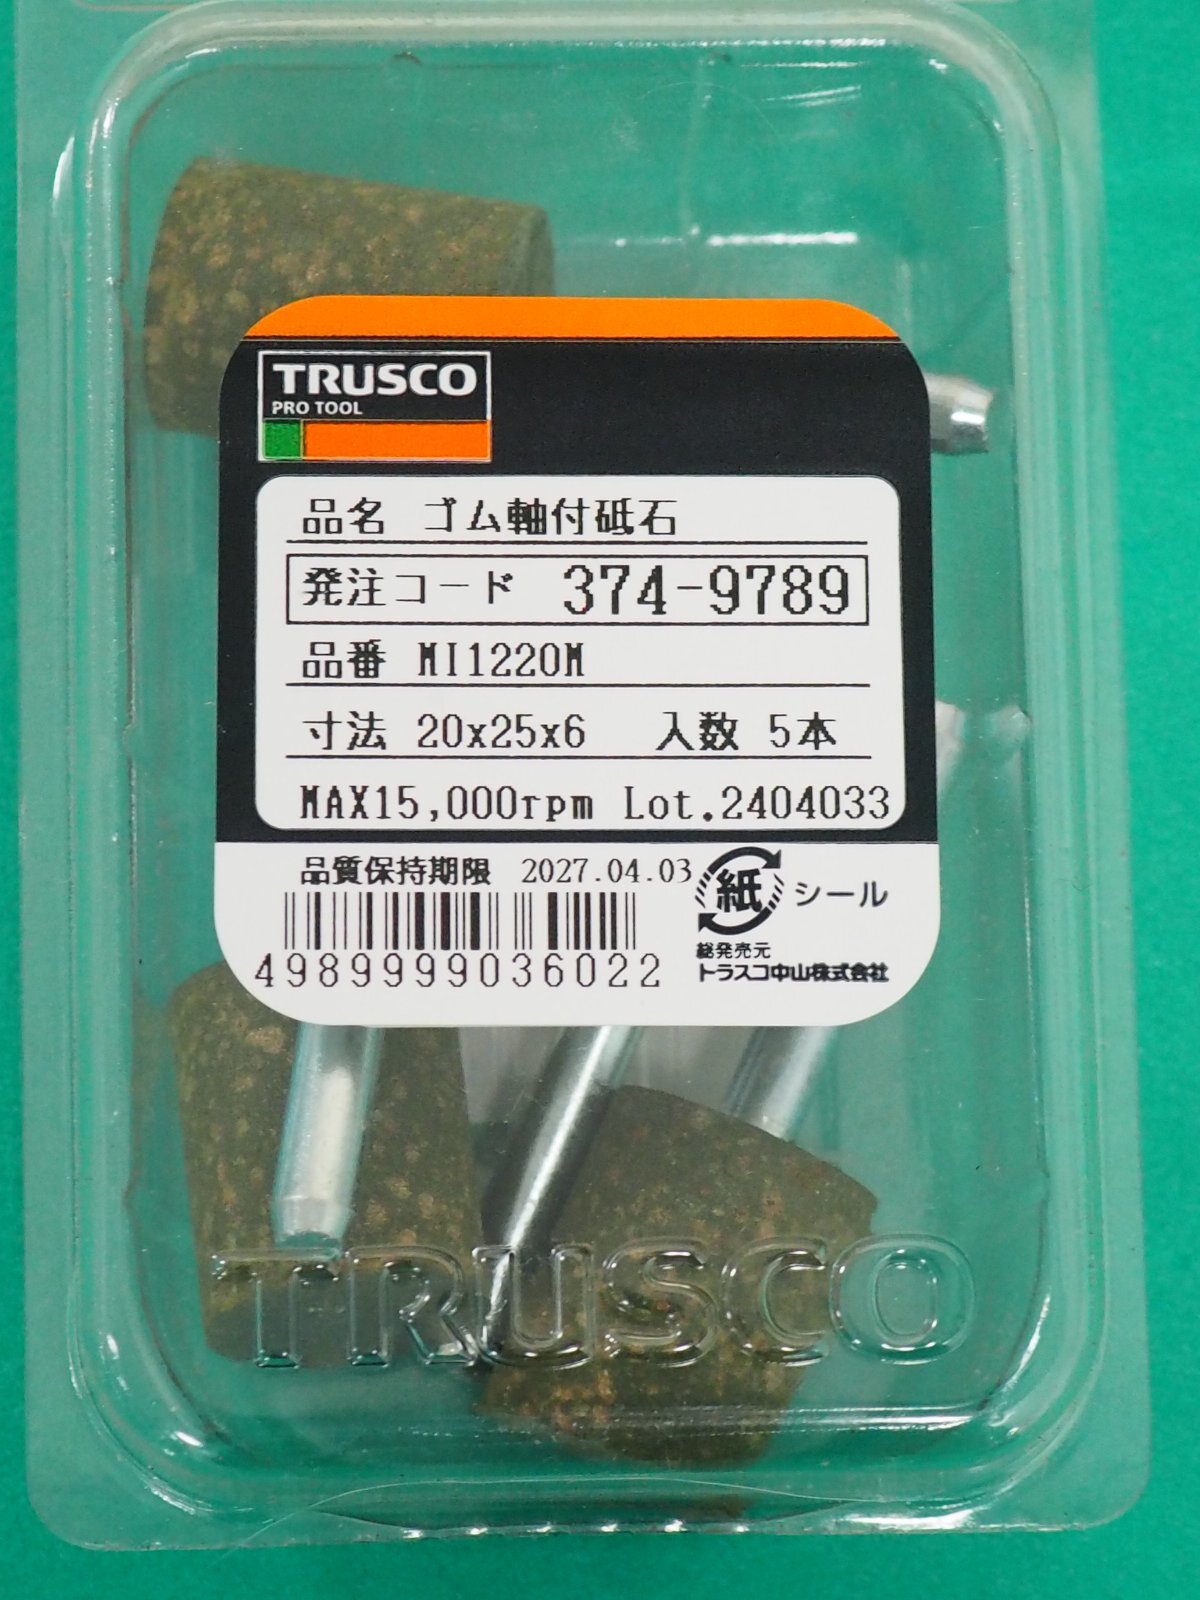 TRUSCO
PRO TOOL
品名 ゴム軸付砥石
発注コード 374-9789
品番 MI1220M
寸法 20x25x6 入数 5本
MAX15,000rpm Lot.2404033
品質保持期限 2027.04.03
紙 シール
4989999036022
総発売元
トラスコ中山株式会社
TRUSCO